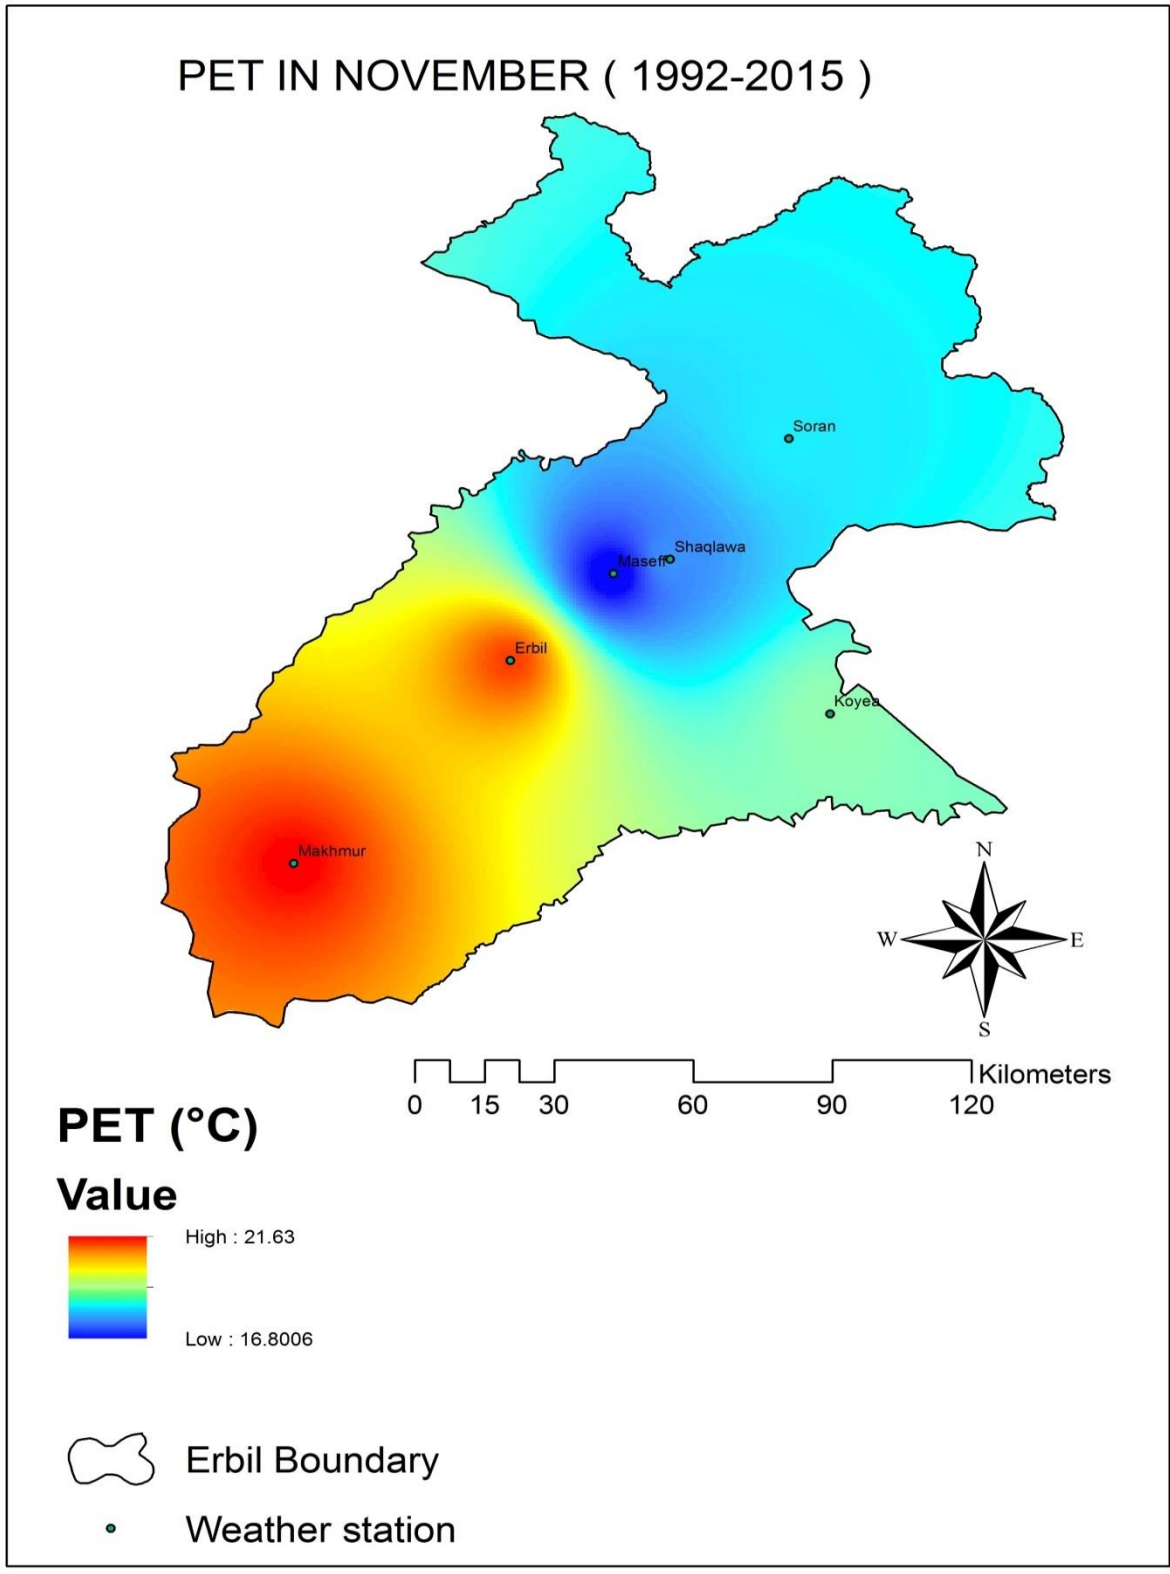 PET IN NOVEMBER ( 1992-2015 )
Soran
Shaqlawa
Maseff
Erbil
Koyea
Makhmur
N
W E
S
Kilometers
0 15 30 60 90 120
PET (°C)
Value
High : 21.63
Low : 16.8006
Erbil Boundary
Weather station